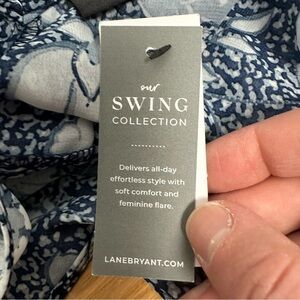 our
SWING
COLLECTION
Delivers all-day
effortless style with
soft comfort and
feminine flare.
LANEBRYANT.COM